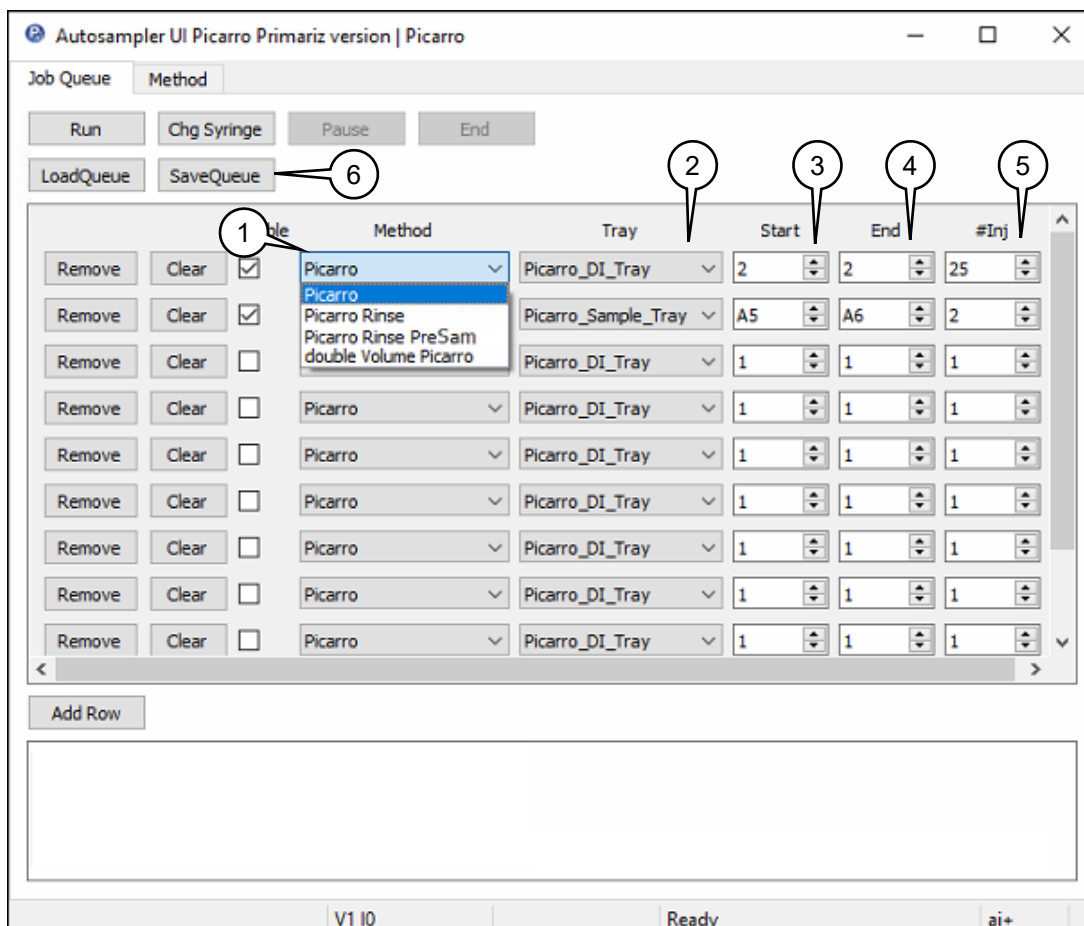 Autosampler UI Picarro Primariz version | Picarro
Job Queue Method
Run Chg Syringe Pause End
LoadQueue SaveQueue 6 2 3 4 5
1 ble Method Tray Start End #Inj
Remove Clear Picarro Picarro_DI_Tray 2 2 25
Picarro
Remove Clear Picarro Rinse Picarro_Sample_Tray A5 A6 2
Picarro Rinse PreSam
double Volume Picarro
Remove Clear Picarro_DI_Tray 1 1 1
Remove Clear Picarro Picarro_DI_Tray 1 1 1
Remove Clear Picarro Picarro_DI_Tray 1 1 1
Remove Clear Picarro Picarro_DI_Tray 1 1 1
Remove Clear Picarro Picarro_DI_Tray 1 1 1
Remove Clear Picarro Picarro_DI_Tray 1 1 1
Remove Clear Picarro Picarro_DI_Tray 1 1 1
Add Row
V1 J0 Ready ai+